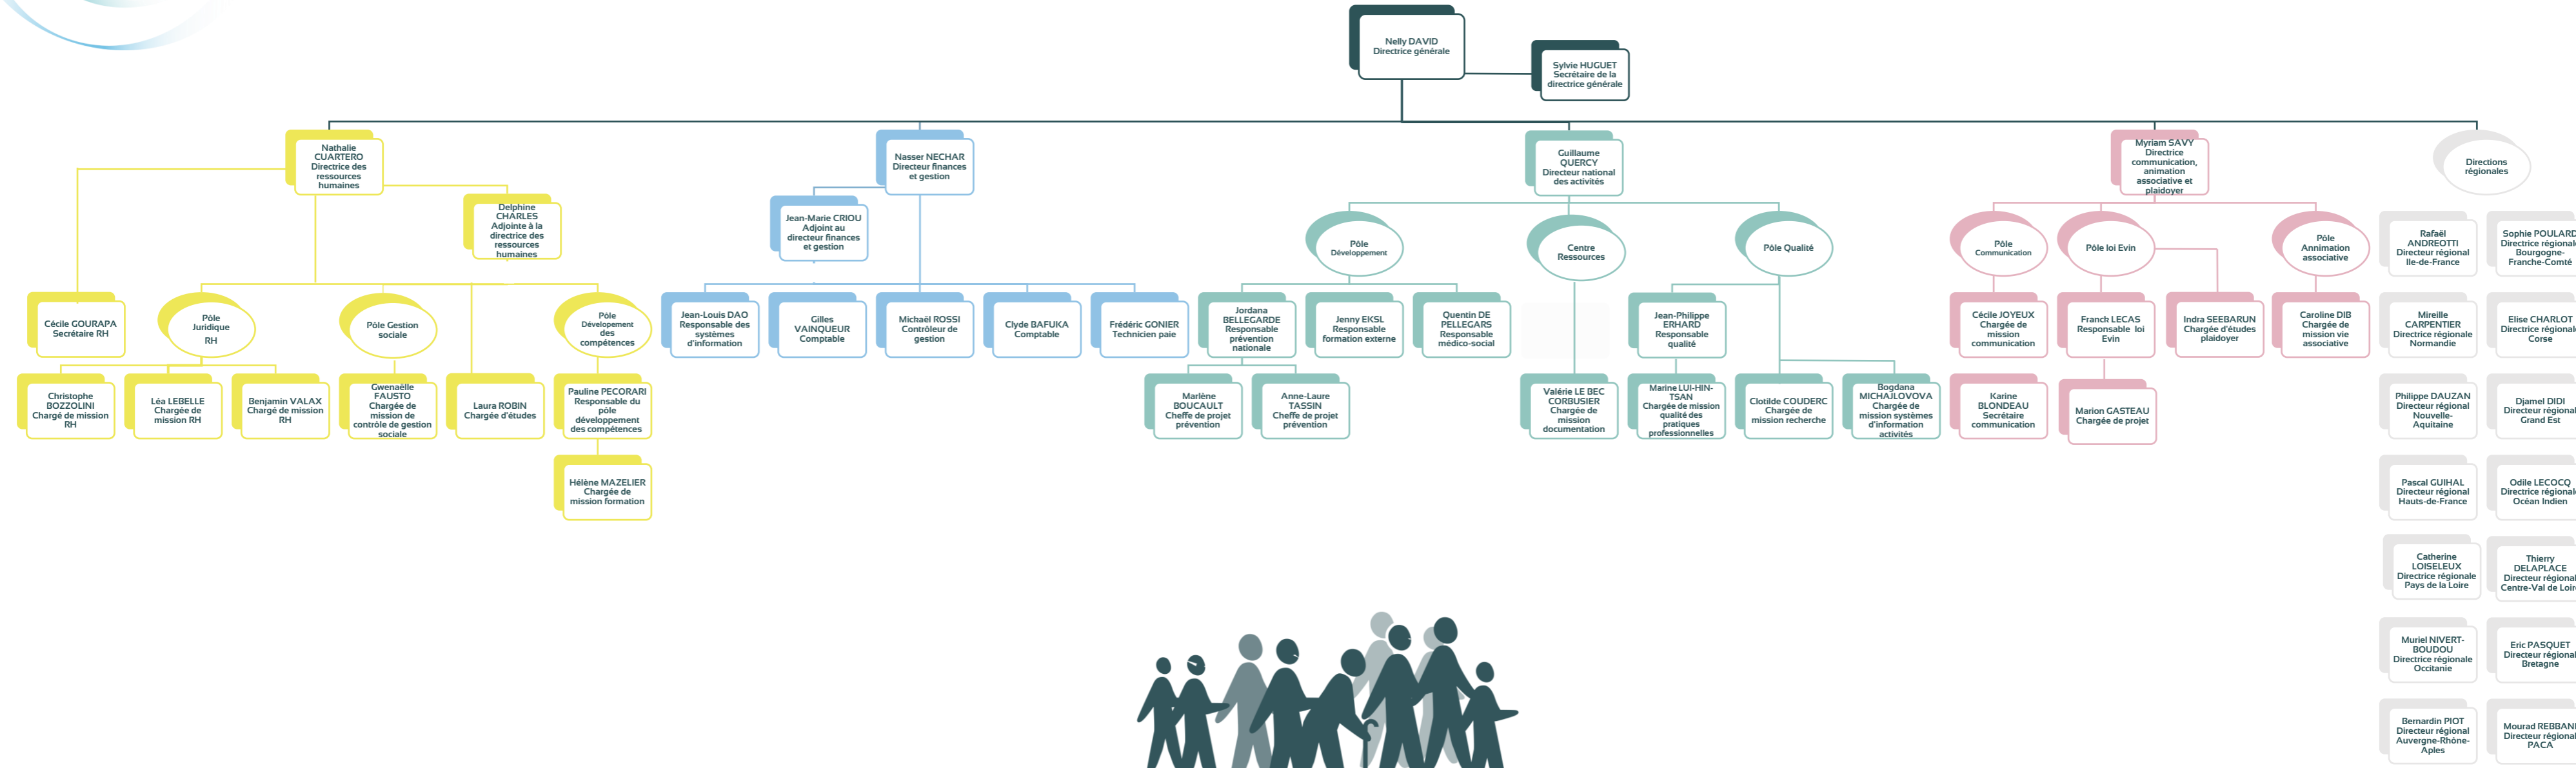 Nelly DAVID
Directrice générale
Sylvie HUGUET
Secrétaire de la
directrice générale
Nathalie
CUARTERO
Directrice des
ressources
humaines
Delphine
CHARLES
Adjointe à la
directrice des
ressources
humaines
Cécile GOURAPA
Secrétaire RH
Pôle
Juridique
RH
Pôle Gestion
sociale
Pôle
Dévelopement
des
compétences
Christophe
BOZZOLINI
Chargé de mission
RH
Léa LEBELLE
Chargée de
mission RH
Benjamin VALAX
Chargé de mission
RH
Gwenaëlle
FAUSTO
Chargée de
mission de
contrôle de gestion
sociale
Laura ROBIN
Chargée d'études
Pauline PECORARI
Responsable du
pôle
développement
des compétences
Hélène MAZELIER
Chargée de
mission formation
Nasser NECHAR
Directeur finances
et gestion
Jean-Marie CRIOU
Adjoint au
directeur finances
et gestion
Jean-Louis DAO
Responsable des
systèmes
d'information
Gilles
VAINQUEUR
Comptable
Michaël ROSSI
Contrôleur de
gestion
Clyde BAFUKA
Comptable
Frédéric GONIER
Technicien paie
Guillaume
QUERCY
Directeur national
des activités
Pôle
Développement
Centre
Ressources
Pôle Qualité
Jordana
BELLEGARDE
Responsable
prévention
nationale
Jenny EKSL
Responsable
formation externe
Quentin DE
PELLEGARS
Responsable
médico-social
Jean-Philippe
ERHARD
Responsable
qualité
Marlène
BOUCAULT
Cheffe de projet
prévention
Anne-Laure
TASSIN
Cheffe de projet
prévention
Valérie LE BEC
CORBUSIER
Chargée de
mission
documentation
Marine LUI-HIN-
TSAN
Chargée de mission
qualité des
pratiques
professionnelles
Clotilde COUDERC
Chargée de
mission recherche
Bogdana
MICHAJLOVOVA
Chargée de
mission systèmes
d'information
activités
Myriam SAVY
Directrice
communication,
animation
associative et
plaidoyer
Pôle
Communication
Pôle loi Evin
Pôle
Annimation
associative
Cécile JOYEUX
Chargée de
mission
communication
Franck LECAS
Responsable loi
Evin
Indra SEEBARUN
Chargée d'études
plaidoyer
Caroline DIB
Chargée de
mission vie
associative
Karine
BLONDEAU
Secrétaire
communication
Marion GASTEAU
Chargée de projet
Directions
régionales
Rafaël
ANDREOTTI
Directeur régional
Ile-de-France
Sophie POULARD
Directrice régionale
Bourgogne-
Franche-Comté
Mireille
CARPENTIER
Directrice régionale
Normandie
Elise CHARLOT
Directrice régionale
Corse
Philippe DAUZAN
Directeur régional
Nouvelle-
Aquitaine
Djamel DIDI
Directeur régional
Grand Est
Pascal GUIHAL
Directeur régional
Hauts-de-France
Odile LECOCQ
Directrice régionale
Océan Indien
Catherine
LOISELEUX
Directrice régionale
Pays de la Loire
Thierry
DELAPLACE
Directeur régional
Centre-Val de Loire
Muriel NIVERT-
BOUDOU
Directrice régionale
Occitanie
Eric PASQUET
Directeur régional
Bretagne
Bernardin PIOT
Directeur régional
Auvergne-Rhône-
Aples
Mourad REBBANI
Directeur régional
PACA